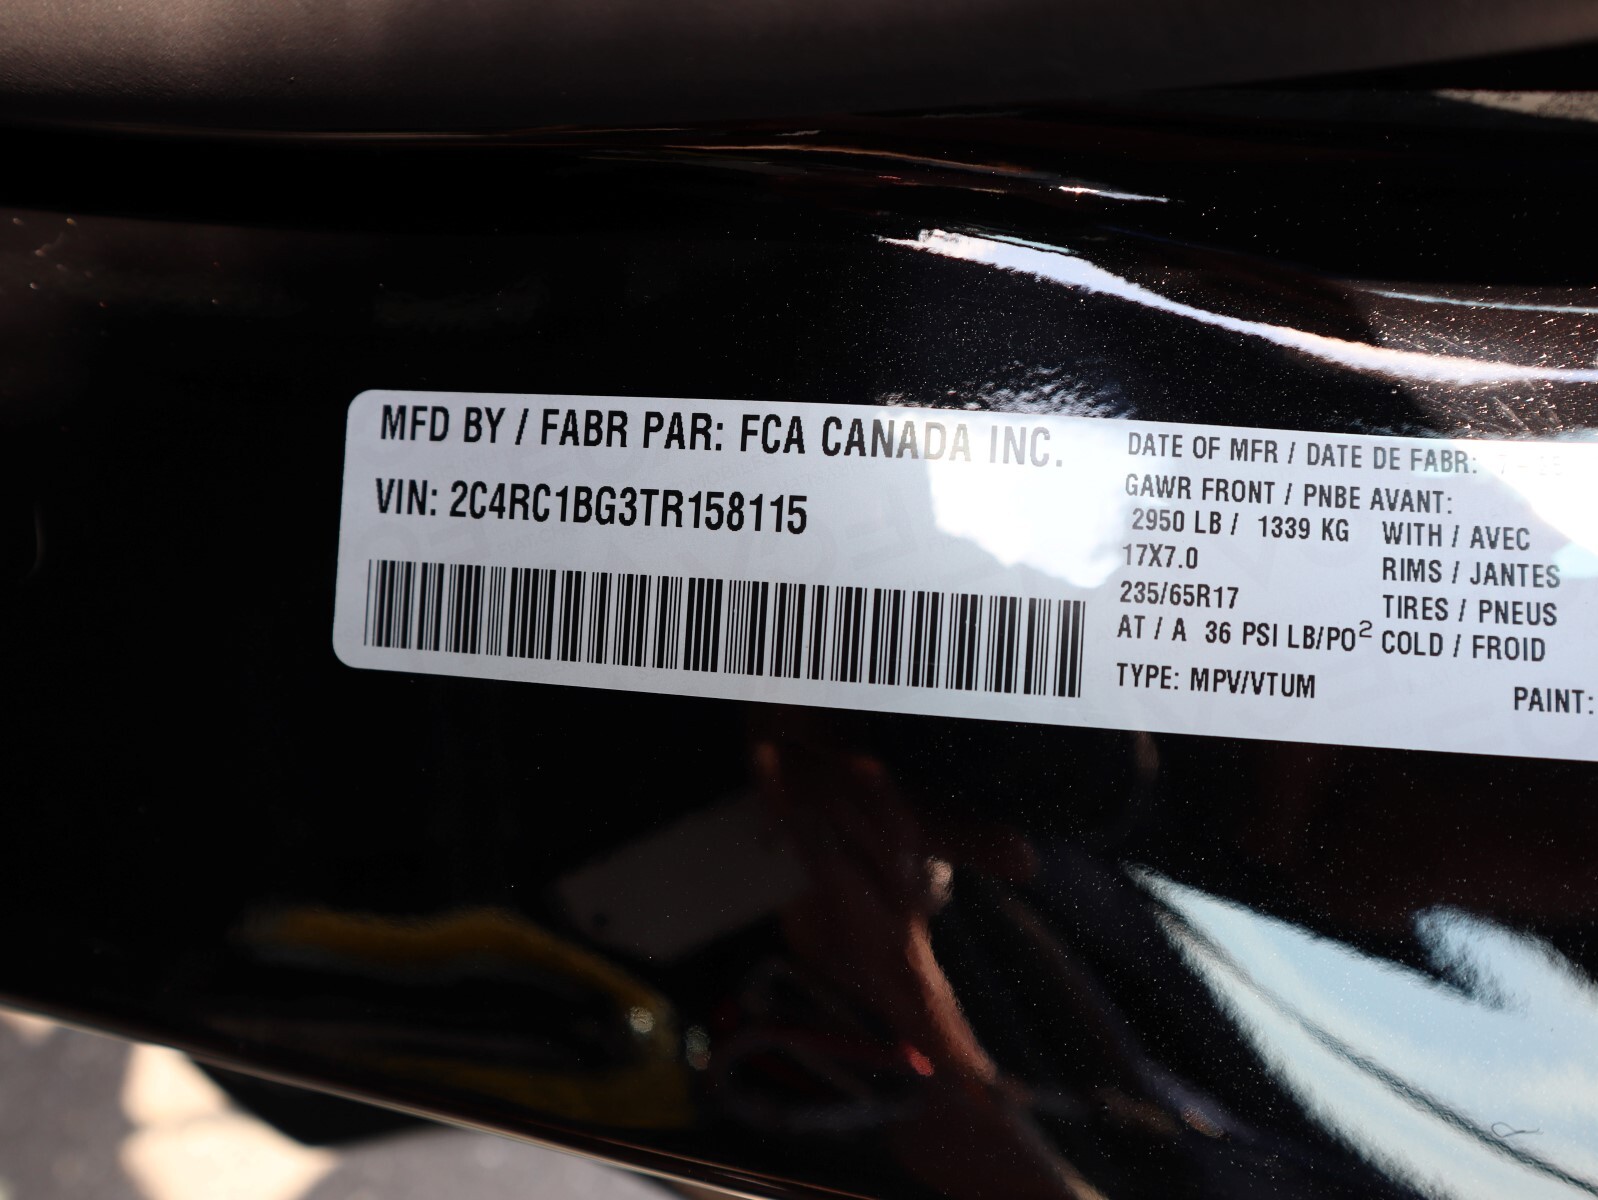 MFD BY / FABR PAR: FCA CANADA INC.
VIN: 2C4RC1BG3TR158115
DATE OF MFR / DATE DE FABR:
GAWR FRONT / PNBE AVANT:
2950 LB / 1339 KG WITH / AVEC
17X7.0 RIMS / JANTES
235/65R17 TIRES / PNEUS
AT / A 36 PSI LB/PO² COLD / FROID
TYPE: MPV/VTUM PAINT: